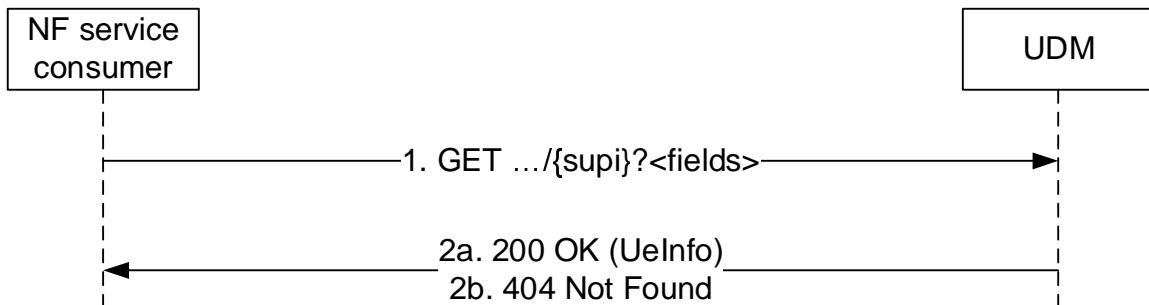 NF service
consumer
UDM
1. GET …/{supi}?<fields>
2a. 200 OK (UeInfo)
2b. 404 Not Found